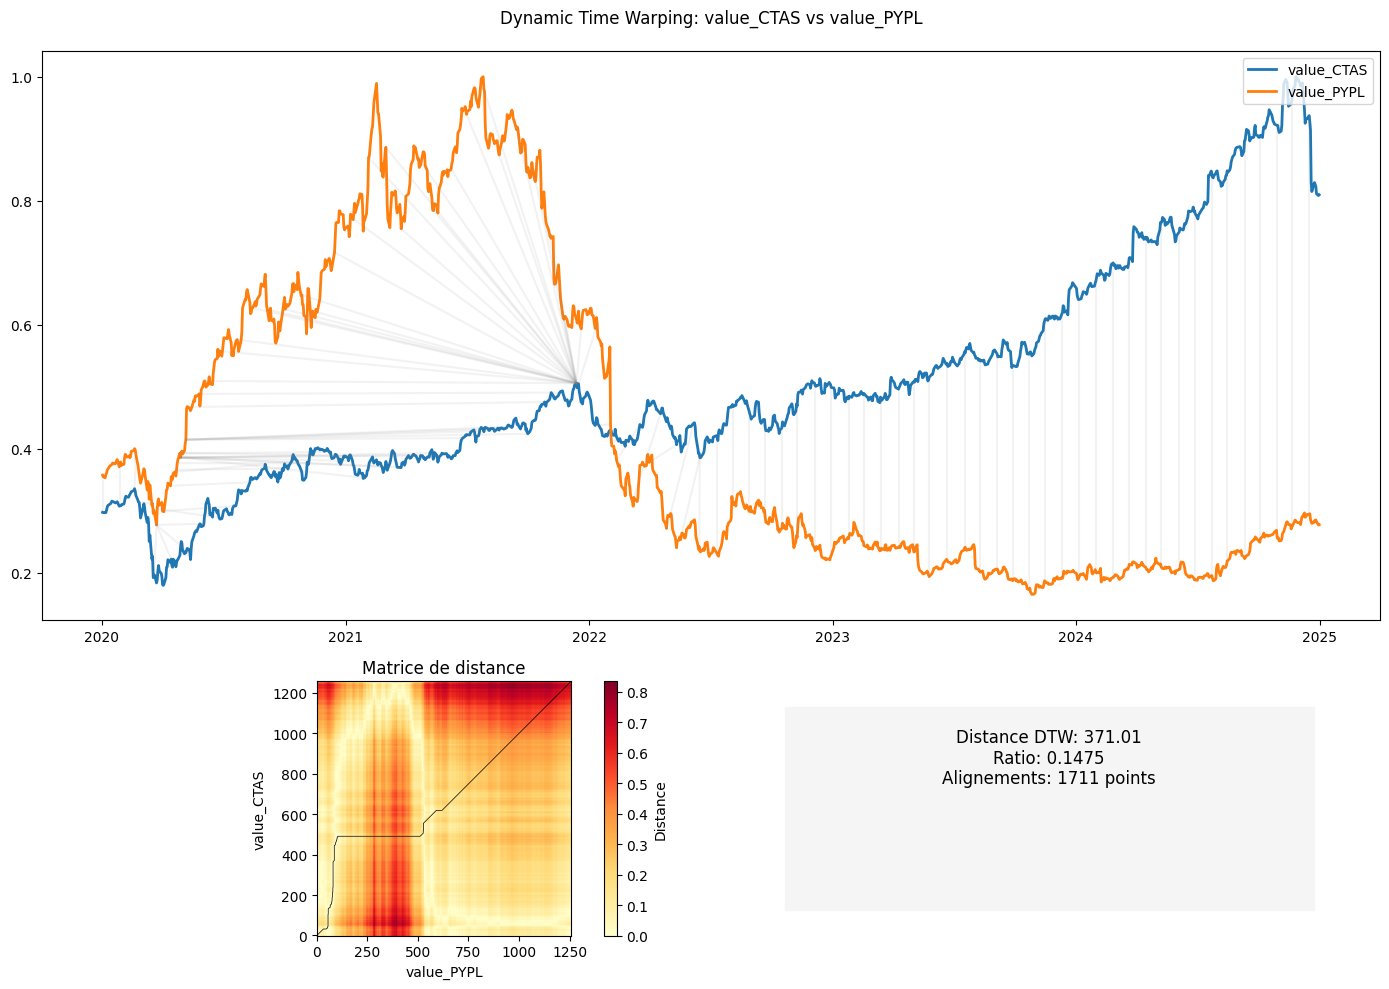 Dynamic Time Warping: value_CTAS vs value_PYPL
value_CTAS
value_PYPL
1.0
0.8
0.6
0.4
0.2
2020 2021 2022 2023 2024 2025
Matrice de distance
1200
1000
800
600
400
200
0
value_CTAS
0 250 500 750 1000 1250
value_PYPL
0.8
0.7
0.6
0.5
0.4
0.3
0.2
0.1
0.0
Distance
Distance DTW: 371.01
Ratio: 0.1475
Alignements: 1711 points